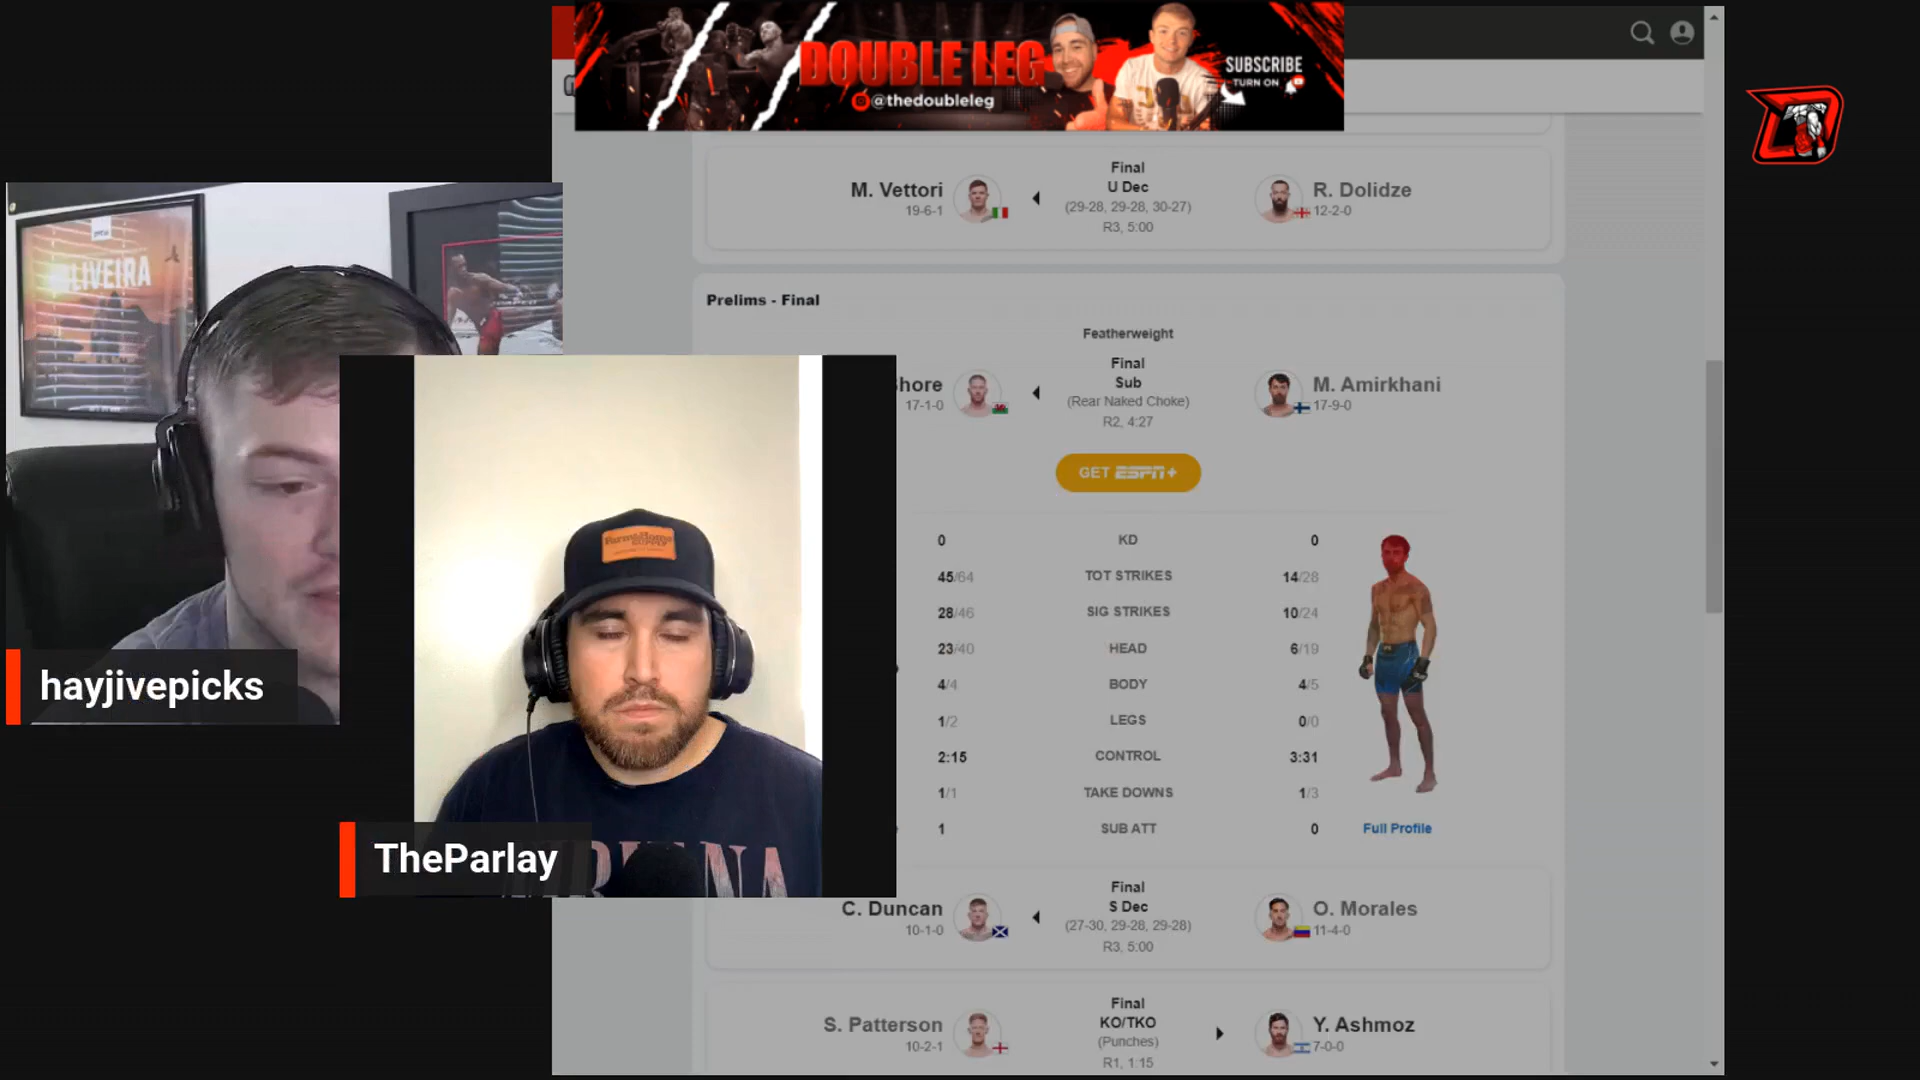 DOUBLE LEG
@thedoubleleg
SUBSCRIBE
TURN ON
M. Vettori
19-6-1
Final
U Dec
(29-28, 29-28, 30-27)
R3, 5:00
R. Dolidze
12-2-0
Prelims - Final
Featherweight
hore
17-1-0
Final
Sub
(Rear Naked Choke)
R2, 4:27
M. Amirkhani
17-9-0
GET ESPN+
0 KD 0
45/64 TOT STRIKES 14/28
28/46 SIG STRIKES 10/24
23/40 HEAD 6/19
4/4 BODY 4/5
1/2 LEGS 0/0
2:15 CONTROL 3:31
1/1 TAKE DOWNS 1/3
1 SUB ATT 0
Full Profile
C. Duncan
10-1-0
Final
S Dec
(27-30, 29-28, 29-28)
R3, 5:00
O. Morales
11-4-0
S. Patterson
10-2-1
Final
KO/TKO
(Punches)
R1, 1:15
Y. Ashmoz
7-0-0
LIVEIRA
hayjivepicks
Farm&Home
SUPPLY
TheParlay